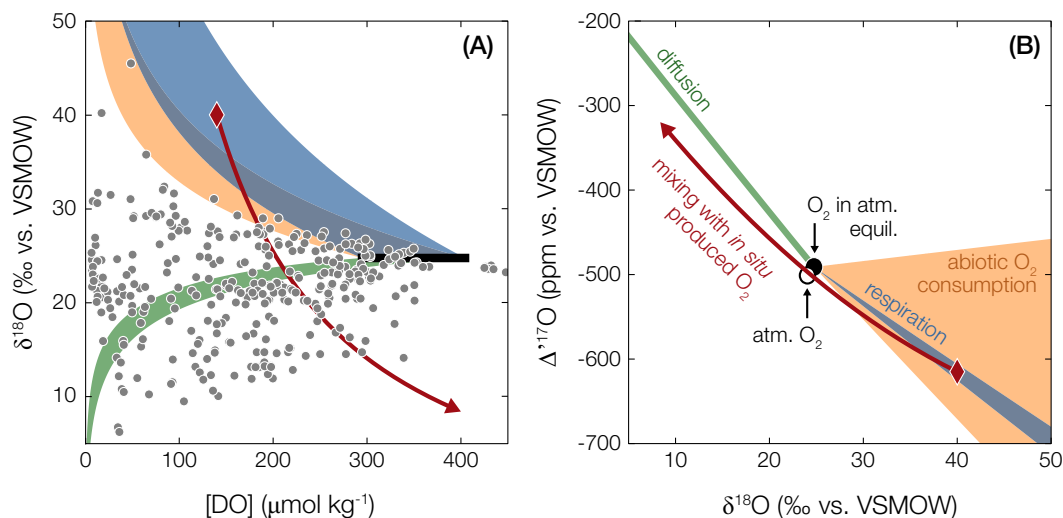 (A)
50
40
30
20
10
δ¹⁸O (‰ vs. VSMOW)
0
100
200
300
400
[DO] (μmol kg⁻¹)
(B)
-200
-300
-400
-500
-600
-700
Δ'¹⁷O (ppm vs. VSMOW)
diffusion
mixing with in situ
produced O₂
O₂ in atm.
equil.
atm. O₂
abiotic O₂
consumption
respiration
10
20
30
40
50
δ¹⁸O (‰ vs. VSMOW)